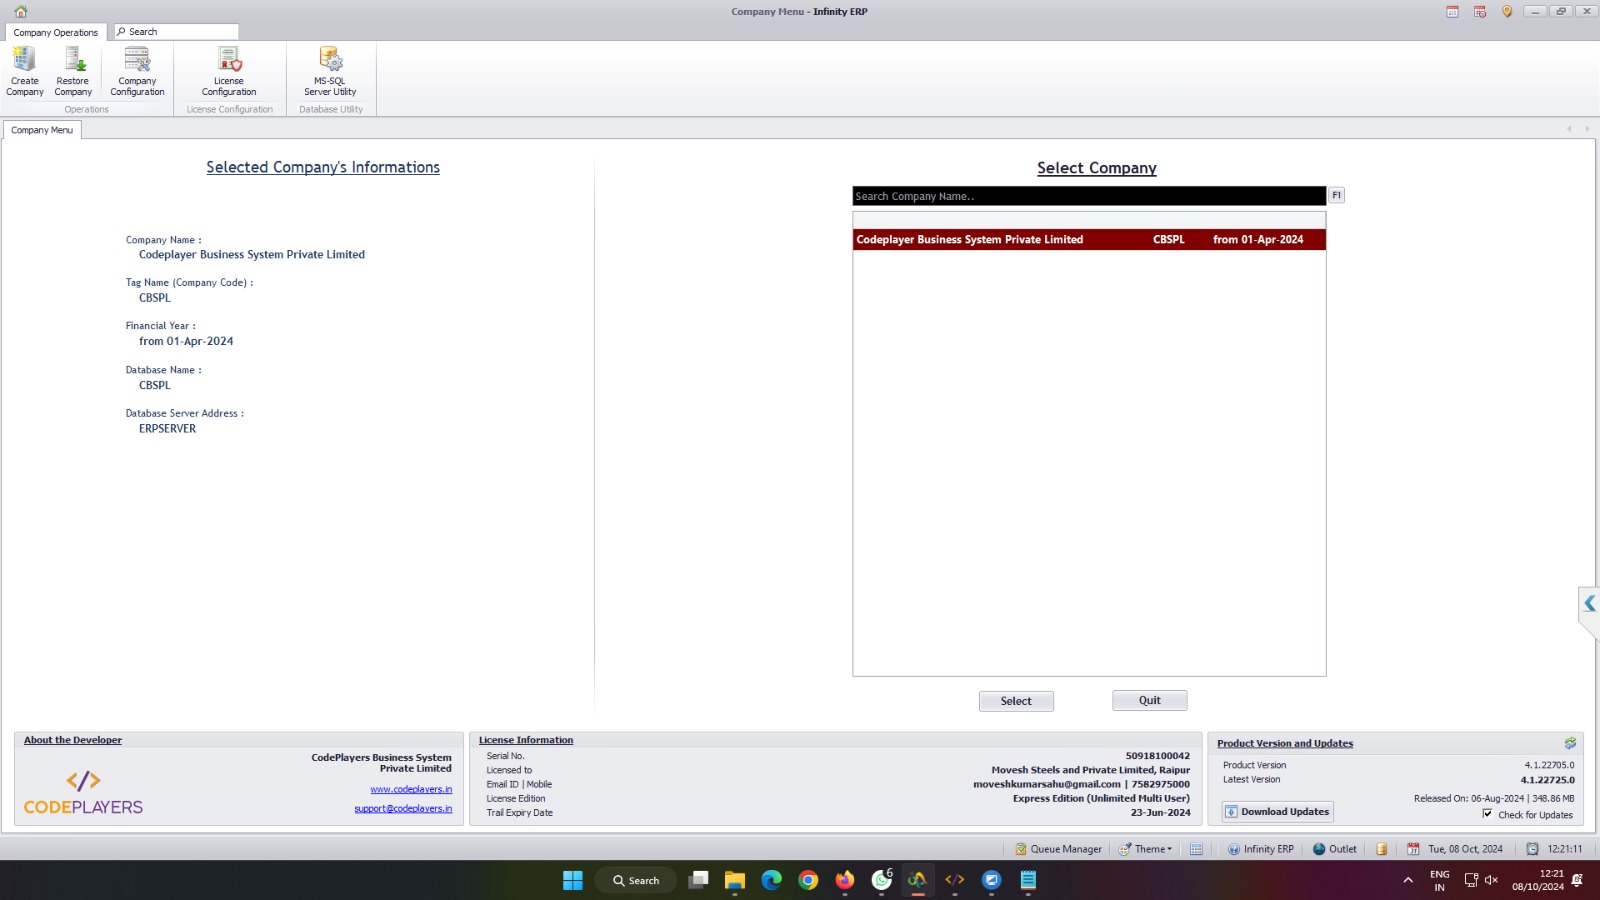 Company Menu - Infinity ERP
Company Operations
Search
Create Company
Restore Company
Company Configuration
License Configuration
MS-SQL Server Utility
Operations
License Configuration
Database Utility
Company Menu
Selected Company's Informations
Company Name :
Codeplayer Business System Private Limited
Tag Name (Company Code) :
CBSPL
Financial Year :
from 01-Apr-2024
Database Name :
CBSPL
Database Server Address :
ERPSERVER
Select Company
Search Company Name..
F1
Codeplayer Business System Private Limited CBSPL from 01-Apr-2024
Select
Quit
About the Developer
CodePlayers Business System
Private Limited
www.codeplayers.in
support@codeplayers.in
</>
CODEPLAYERS
License Information
Serial No. 50918100042
Licensed to Movesh Steels and Private Limited, Raipur
Email ID | Mobile moveshkumarsahu@gmail.com | 7582975000
License Edition Express Edition (Unlimited Multi User)
Trail Expiry Date 23-Jun-2024
Product Version and Updates
Product Version 4.1.22705.0
Latest Version 4.1.22725.0
Released On: 06-Aug-2024 | 348.86 MB
Download Updates
Check for Updates
Queue Manager
Theme
Infinity ERP
Outlet
Tue, 08 Oct, 2024
12:21:11
Search
6
ENG
IN
12:21
08/10/2024